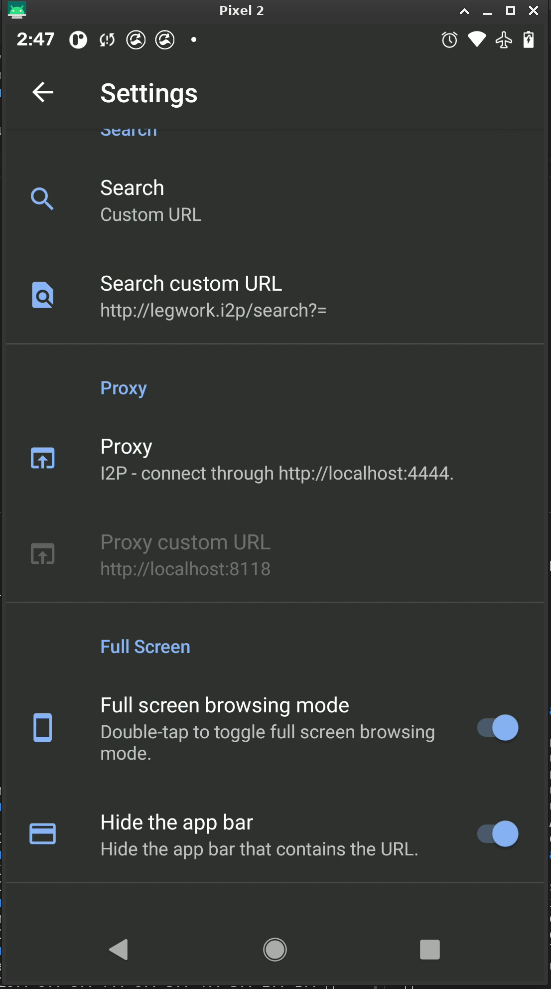 Pixel 2
2:47
Settings
Search
Search
Custom URL
Search custom URL
http://legwork.i2p/search?=
Proxy
Proxy
I2P - connect through http://localhost:4444.
Proxy custom URL
http://localhost:8118
Full Screen
Full screen browsing mode
Double-tap to toggle full screen browsing
mode.
Hide the app bar
Hide the app bar that contains the URL.